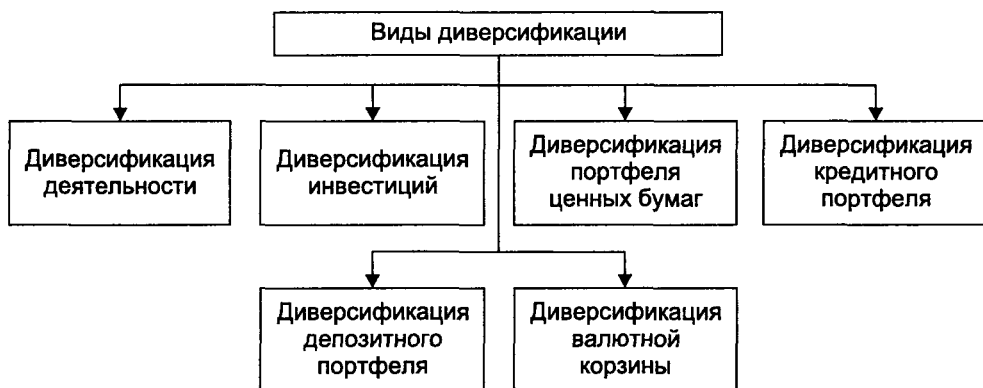 Виды диверсификации
Диверсификация
деятельности
Диверсификация
инвестиций
Диверсификация
портфеля
ценных бумаг
Диверсификация
кредитного
портфеля
Диверсификация
депозитного
портфеля
Диверсификация
валютной
корзины